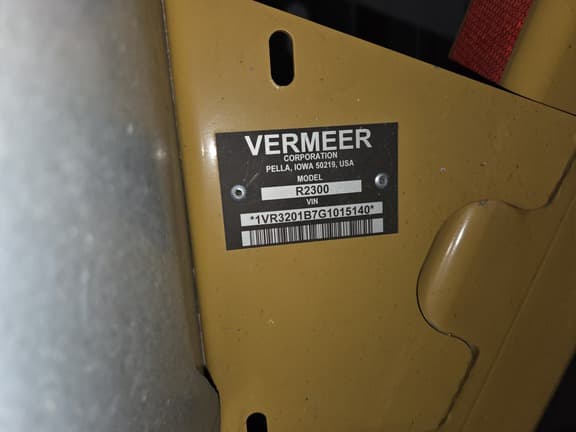 VERMEER
CORPORATION
PELLA, IOWA 50219, USA
MODEL
R2300
VIN
*1VR3201B7G1015140*